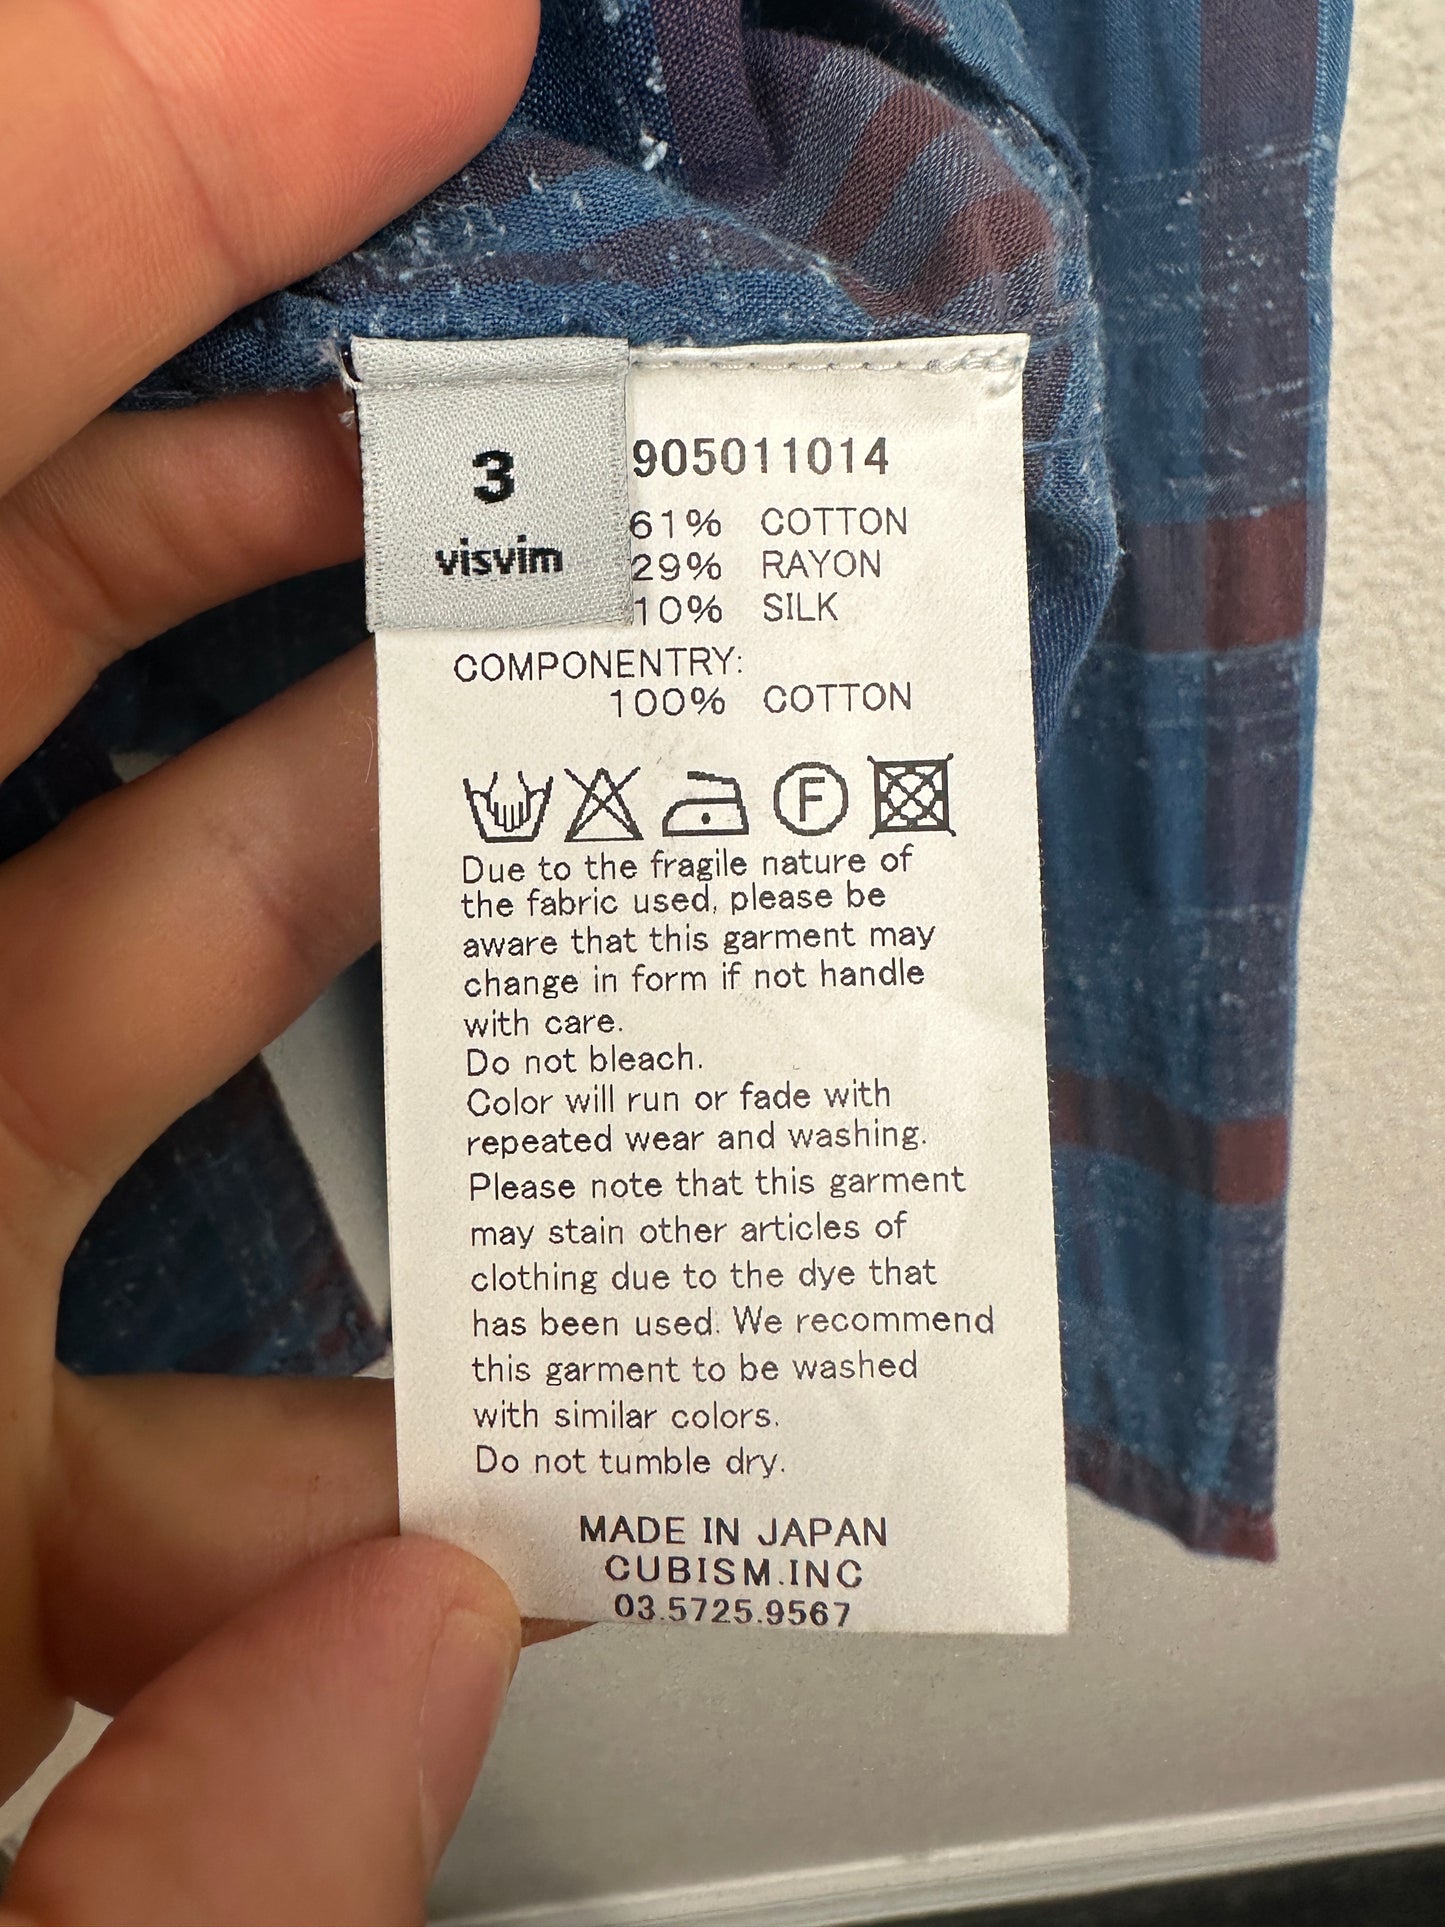 3
visvim
905011014
61% COTTON
29% RAYON
10% SILK
COMPONENTRY:
100% COTTON
F
Due to the fragile nature of
the fabric used, please be
aware that this garment may
change in form if not handle
with care.
Do not bleach.
Color will run or fade with
repeated wear and washing.
Please note that this garment
may stain other articles of
clothing due to the dye that
has been used. We recommend
this garment to be washed
with similar colors.
Do not tumble dry.
MADE IN JAPAN
CUBISM.INC
03.5725.9567